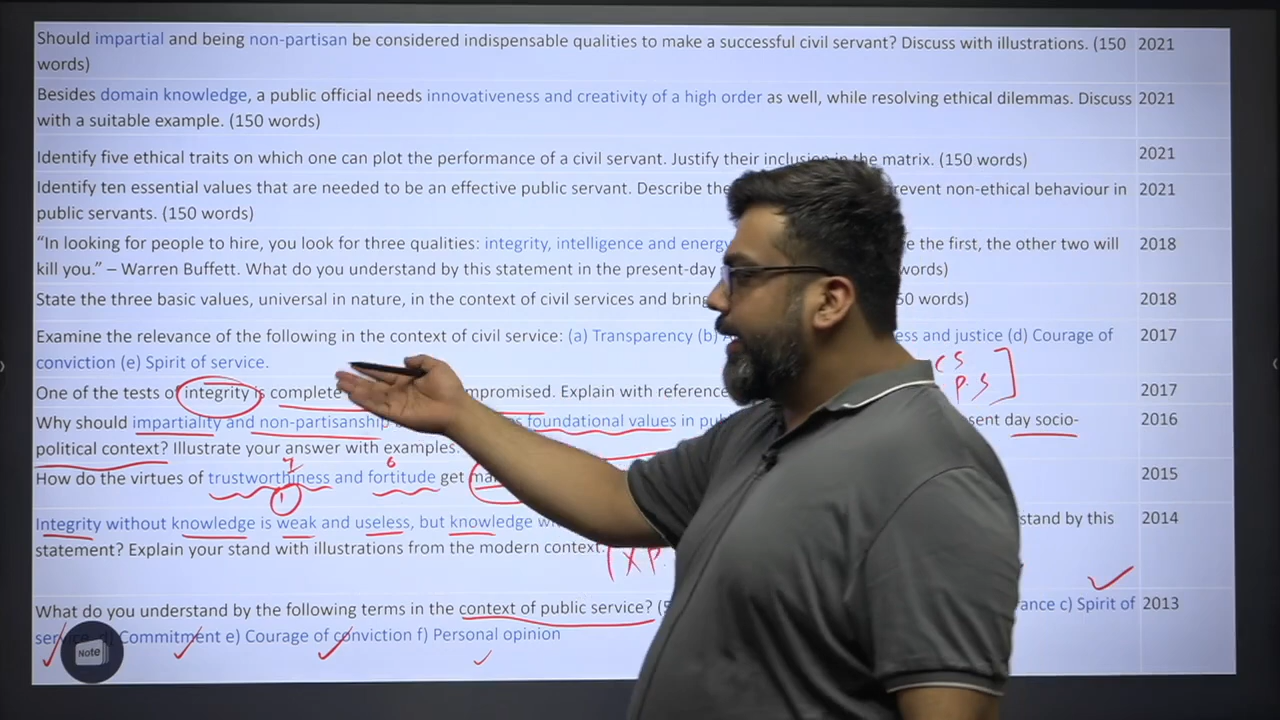 Should impartial and being non-partisan be considered indispensable qualities to make a successful civil servant? Discuss with illustrations. (150 2021
words)
Besides domain knowledge, a public official needs innovativeness and creativity of a high order as well, while resolving ethical dilemmas. Discuss 2021
with a suitable example. (150 words)
Identify five ethical traits on which one can plot the performance of a civil servant. Justify their inclusion in the matrix. (150 words) 2021
Identify ten essential values that are needed to be an effective public servant. Describe the revent non-ethical behaviour in 2021
public servants. (150 words)
“In looking for people to hire, you look for three qualities: integrity, intelligence and energy e the first, the other two will 2018
kill you.” – Warren Buffett. What do you understand by this statement in the present-day words)
State the three basic values, universal in nature, in the context of civil services and bring 50 words) 2018
Examine the relevance of the following in the context of civil service: (a) Transparency (b) ess and justice (d) Courage of 2017
conviction (e) Spirit of service.
CS
P.S
One of the tests of integrity is complete mpromised. Explain with reference 2017
Why should impartiality and non-partisanship foundational values in pu sent day socio- 2016
political context? Illustrate your answer with examples.
How do the virtues of trustworthiness and fortitude get 2015
1
Integrity without knowledge is weak and useless, but knowledge stand by this 2014
statement? Explain your stand with illustrations from the modern context.
What do you understand by the following terms in the context of public service? ance c) Spirit of 2013
Commitment e) Courage of conviction f) Personal opinion
Note